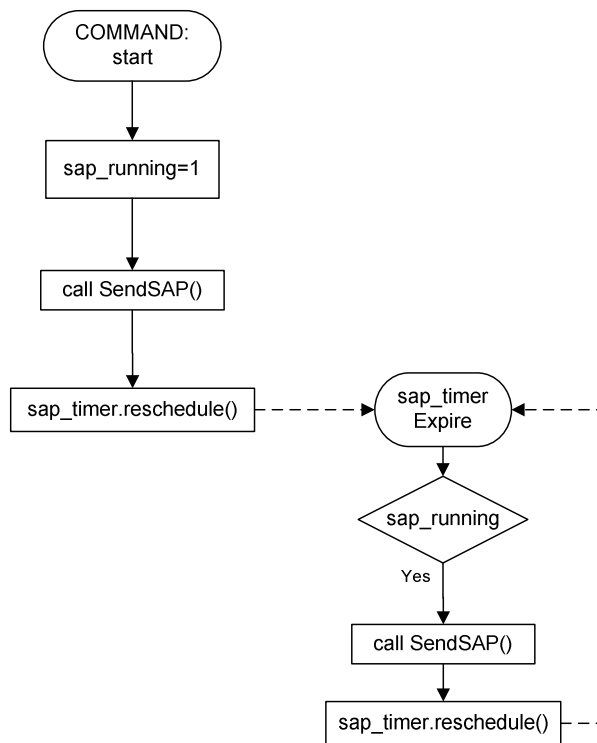 COMMAND:
start
sap_running=1
call SendSAP()
sap_timer.reschedule()
sap_timer
Expire
sap_running
Yes
call SendSAP()
sap_timer.reschedule()